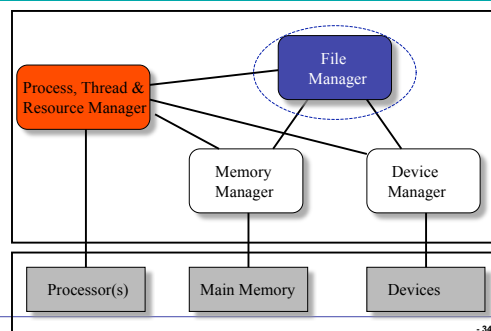 File
Manager
Process, Thread &
Resource Manager
Memory
Manager
Device
Manager
Processor(s)
Main Memory
Devices
- 34